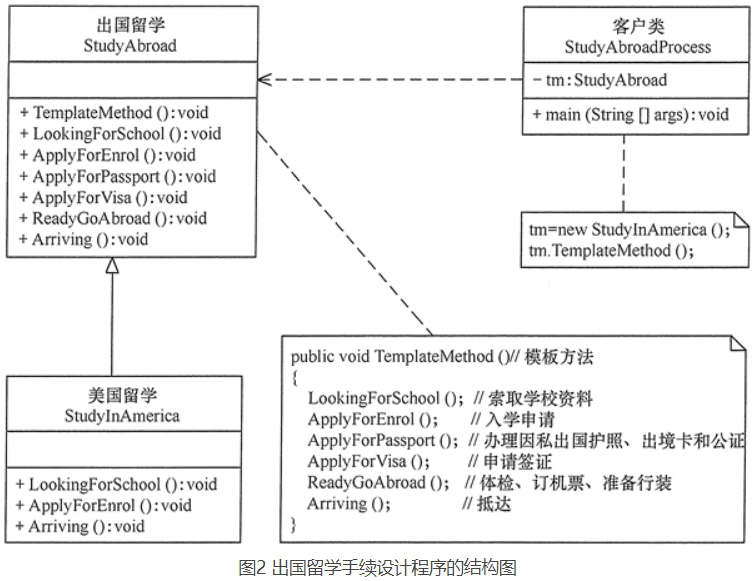 出国留学
StudyAbroad
+ TemplateMethod ():void
+ LookingForSchool ():void
+ ApplyForEnrol ():void
+ ApplyForPassport ():void
+ ApplyForVisa ():void
+ ReadyGoAbroad ():void
+ Arriving ():void
客户类
StudyAbroadProcess
- tm:StudyAbroad
+ main (String [] args):void
tm=new StudyInAmerica ();
tm.TemplateMethod ();
美国留学
StudyInAmerica
+ LookingForSchool ():void
+ ApplyForEnrol ():void
+ Arriving ():void
public void TemplateMethod ()// 模板方法
{
LookingForSchool (); // 索取学校资料
ApplyForEnrol (); // 入学申请
ApplyForPassport (); // 办理因私出国护照、出境卡和公证
ApplyForVisa (); // 申请签证
ReadyGoAbroad (); // 体检、订机票、准备行装
Arriving (); // 抵达
}
图2 出国留学手续设计程序的结构图